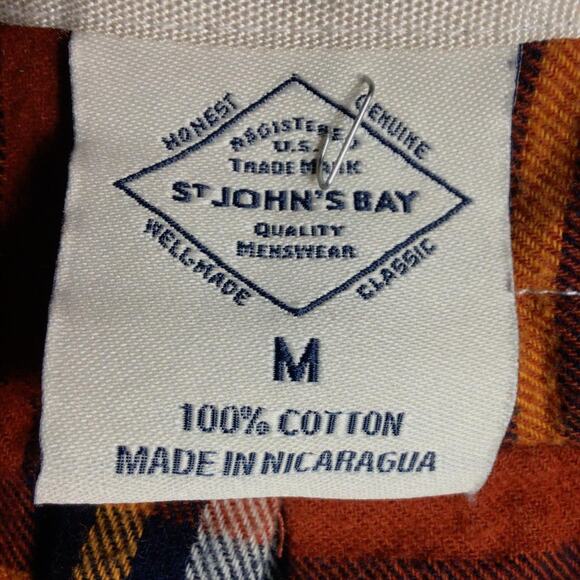 HONEST
GENUINE
REGISTERED
U.S.
TRADE MARK
ST JOHN'S BAY
QUALITY
MENSWEAR
WELL-MADE
CLASSIC
M
100% COTTON
MADE IN NICARAGUA